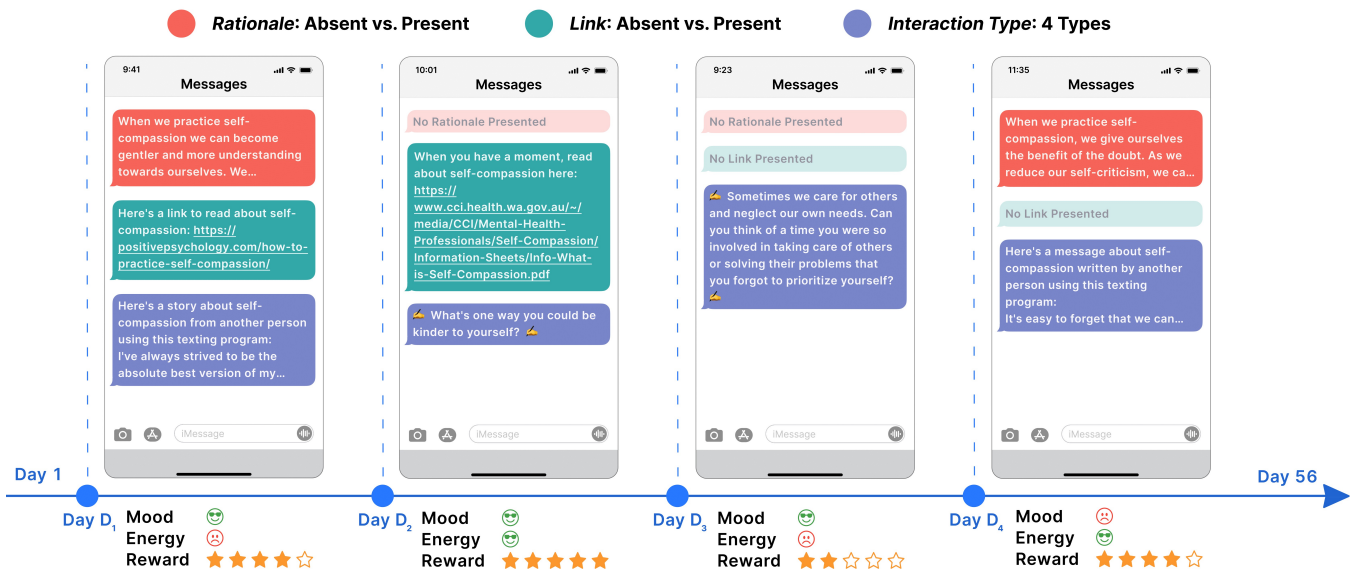 Rationale: Absent vs. Present
Link: Absent vs. Present
Interaction Type: 4 Types
9:41
Messages
When we practice self-
compassion we can become
gentler and more understanding
towards ourselves. We...
Here's a link to read about self-
compassion: https://
positivepsychology.com/how-to-
practice-self-compassion/
Here's a story about self-
compassion from another person
using this texting program:
I've always strived to be the
absolute best version of my...
iMessage
10:01
Messages
No Rationale Presented
When you have a moment, read
about self-compassion here:
https://
www.cci.health.wa.gov.au/~/
media/CCI/Mental-Health-
Professionals/Self-Compassion/
Information-Sheets/Info-What-
is-Self-Compassion.pdf
✍️ What's one way you could be
kinder to yourself? ✍️
iMessage
9:23
Messages
No Rationale Presented
No Link Presented
✍️ Sometimes we care for others
and neglect our own needs. Can
you think of a time you were so
involved in taking care of others
or solving their problems that
you forgot to prioritize yourself?
✍️
iMessage
11:35
Messages
When we practice self-
compassion, we give ourselves
the benefit of the doubt. As we
reduce our self-criticism, we ca...
No Link Presented
Here's a message about self-
compassion written by another
person using this texting
program:
It's easy to forget that we can...
iMessage
Day 1
Day 56
Day D1
Mood
Energy
Reward
Day D2
Mood
Energy
Reward
Day D3
Mood
Energy
Reward
Day D4
Mood
Energy
Reward